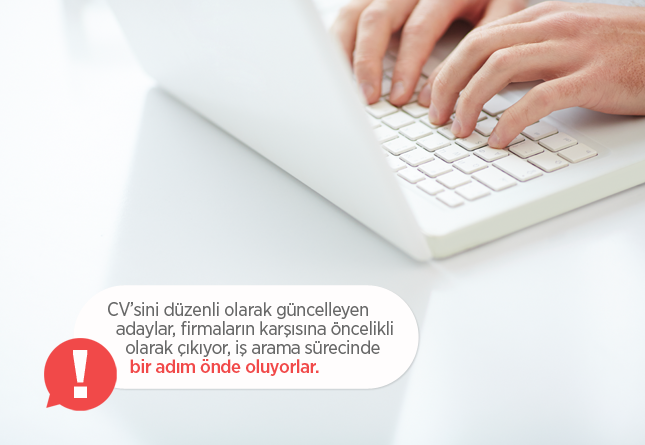 CV'sini düzenli olarak güncelleyen
adaylar, firmaların karşısına öncelikli
olarak çıkıyor, iş arama sürecinde
bir adım önde oluyorlar.
!